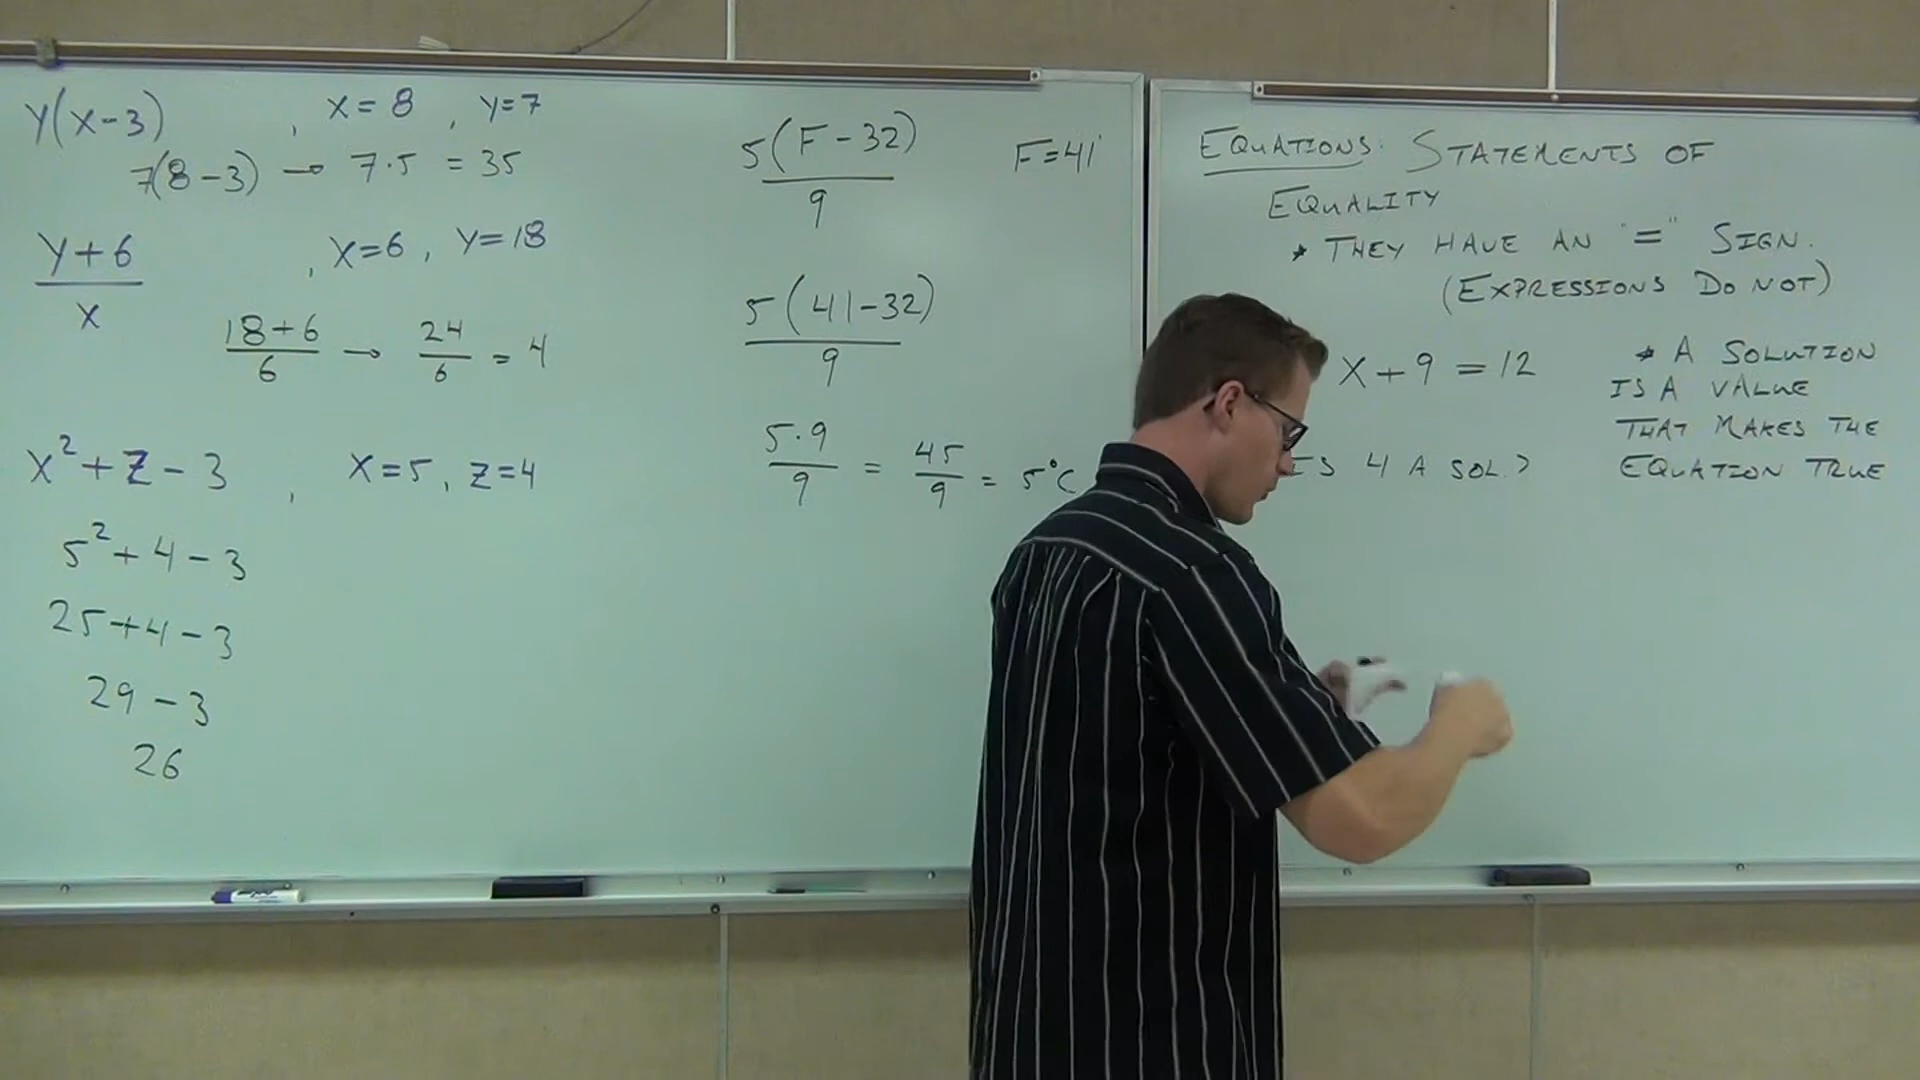 y(x-3) , x=8 , y=7
7(8-3) → 7·5 = 35
y+6
x
, x=6 , y=18
18+6
6
→
24
6
= 4
x²+z-3 , x=5, z=4
5²+4-3
25+4-3
29-3
26
5(F-32)
9
F=41
5(41-32)
9
5·9
9
=
45
9
= 5°C
EQUATIONS: STATEMENTS OF
EQUALITY
* THEY HAVE AN "=" SIGN.
(EXPRESSIONS DO NOT)
x+9=12
IS 4 A SOL.?
* A SOLUTION
IS A VALUE
THAT MAKES THE
EQUATION TRUE